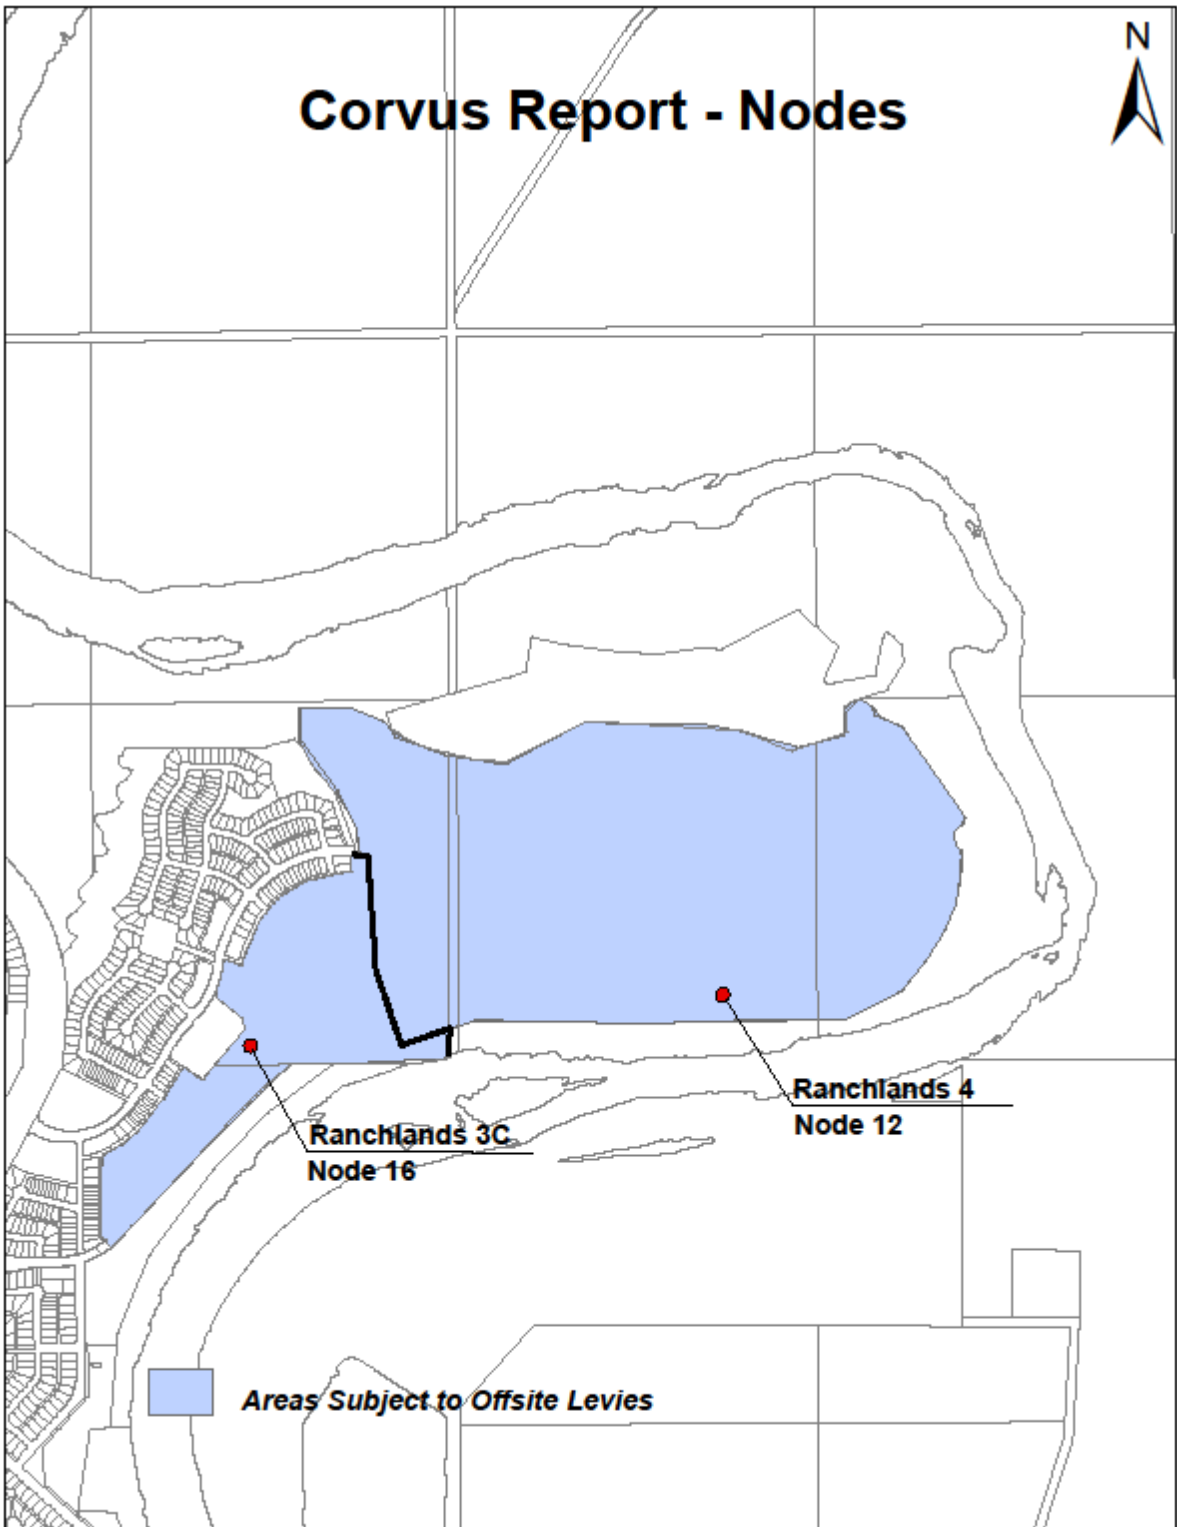 N
Corvus Report - Nodes
Ranchlands 4
Node 12
Ranchlands 3C
Node 16
Areas Subject to Offsite Levies